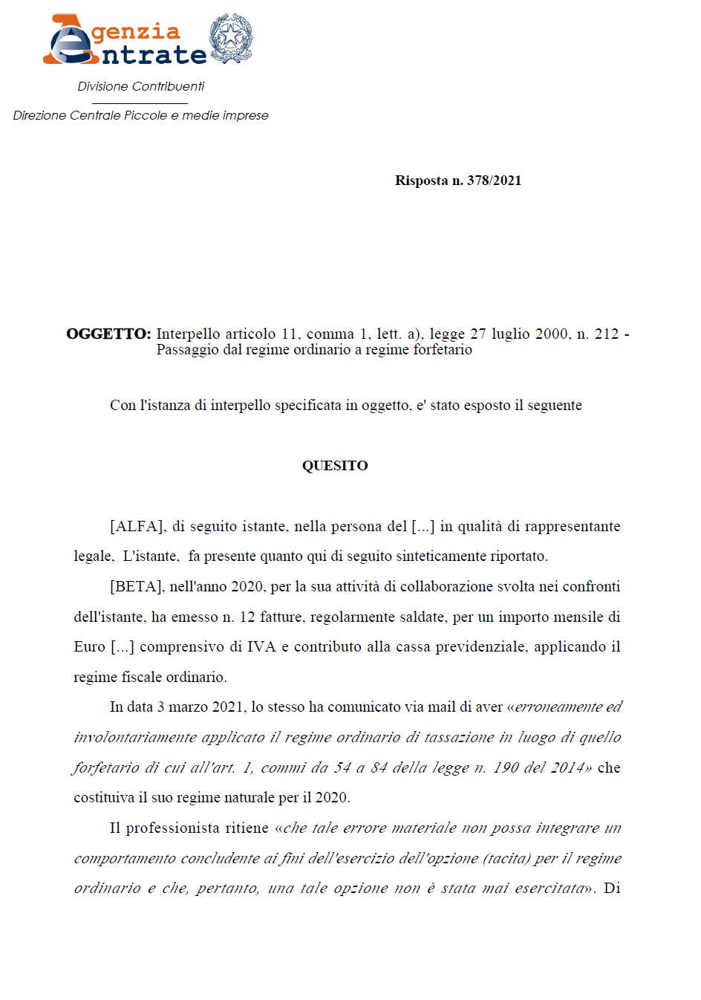 Agenzia
Entrate
Divisione Contribuenti
Direzione Centrale Piccole e medie imprese
Risposta n. 378/2021
OGGETTO: Interpello articolo 11, comma 1, lett. a), legge 27 luglio 2000, n. 212 -
Passaggio dal regime ordinario a regime forfetario
Con l'istanza di interpello specificata in oggetto, e' stato esposto il seguente
QUESITO
[ALFA], di seguito istante, nella persona del [...] in qualità di rappresentante
legale, L'istante, fa presente quanto qui di seguito sinteticamente riportato.
[BETA], nell'anno 2020, per la sua attività di collaborazione svolta nei confronti
dell'istante, ha emesso n. 12 fatture, regolarmente saldate, per un importo mensile di
Euro [...] comprensivo di IVA e contributo alla cassa previdenziale, applicando il
regime fiscale ordinario.
In data 3 marzo 2021, lo stesso ha comunicato via mail di aver «erroneamente ed
involontariamente applicato il regime ordinario di tassazione in luogo di quello
forfetario di cui all'art. 1, commi da 54 a 84 della legge n. 190 del 2014» che
costituiva il suo regime naturale per il 2020.
Il professionista ritiene «che tale errore materiale non possa integrare un
comportamento concludente ai fini dell'esercizio dell'opzione (tacita) per il regime
ordinario e che, pertanto, una tale opzione non è stata mai esercitata». Di